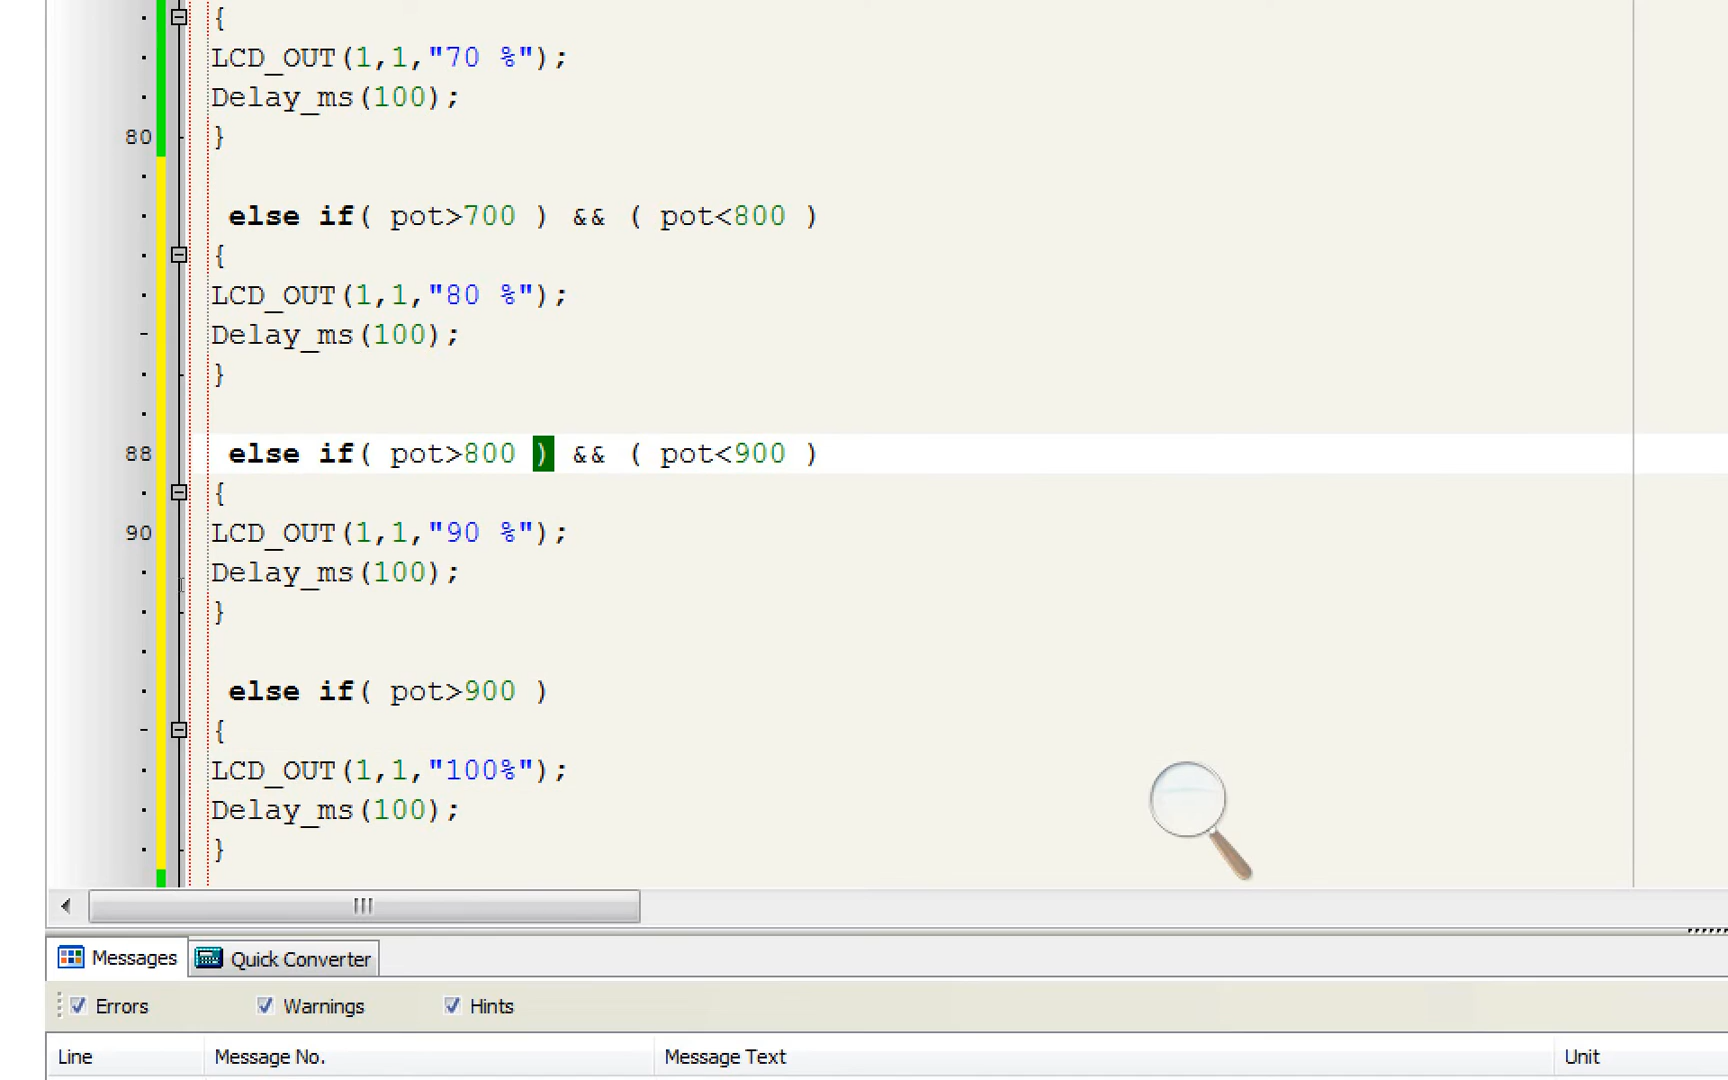 {
LCD_OUT(1,1,"70 %");
Delay_ms(100);
80 }
else if( pot>700 ) && ( pot<800 )
{
LCD_OUT(1,1,"80 %");
Delay_ms(100);
}
88 else if( pot>800 ) && ( pot<900 )
{
90 LCD_OUT(1,1,"90 %");
Delay_ms(100);
}
else if( pot>900 )
{
LCD_OUT(1,1,"100%");
Delay_ms(100);
}
Messages Quick Converter
Errors Warnings Hints
Line Message No. Message Text Unit